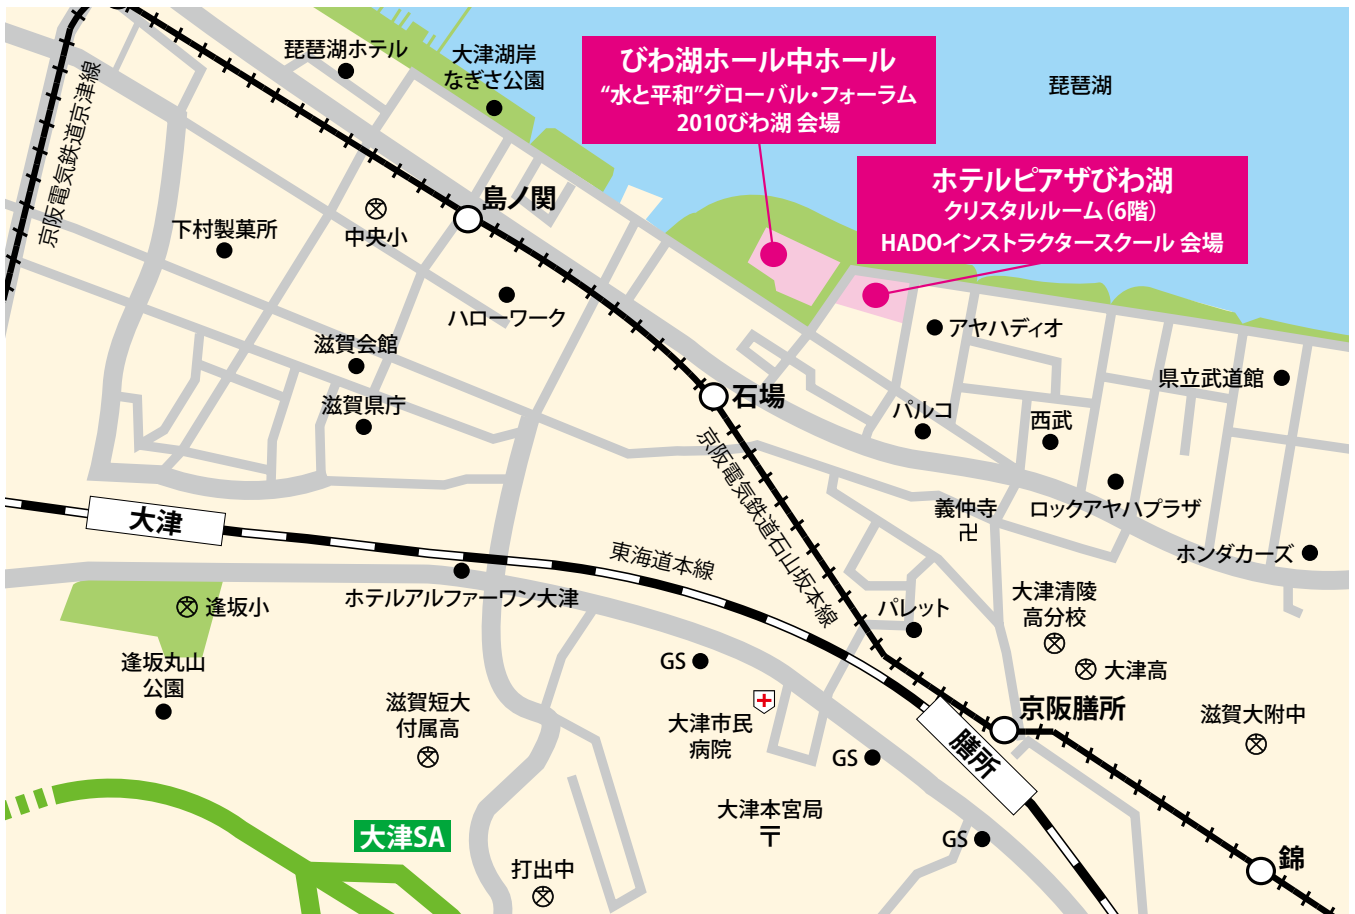 琵琶湖ホテル
大津湖岸
なぎさ公園
びわ湖ホール中ホール
“水と平和”グローバル・フォーラム
2010びわ湖 会場
琵琶湖
ホテルピアザびわ湖
クリスタルルーム（6階）
HADOインストラクタースクール 会場
京阪電気鉄道京津線
下村製菓所
中央小
島ノ関
ハローワーク
滋賀会館
滋賀県庁
石場
アヤハディオ
県立武道館
パルコ
西武
ロックアヤハプラザ
義仲寺
卍
ホンダカーズ
京阪電気鉄道石山坂本線
大津
東海道本線
ホテルアルファーワン大津
逢坂小
逢坂丸山
公園
パレット
大津清陵
高分校
大津高
GS
滋賀短大
付属高
大津市民
病院
京阪膳所
滋賀大附中
膳所
GS
大津本宮局
〒
GS
大津SA
打出中
錦